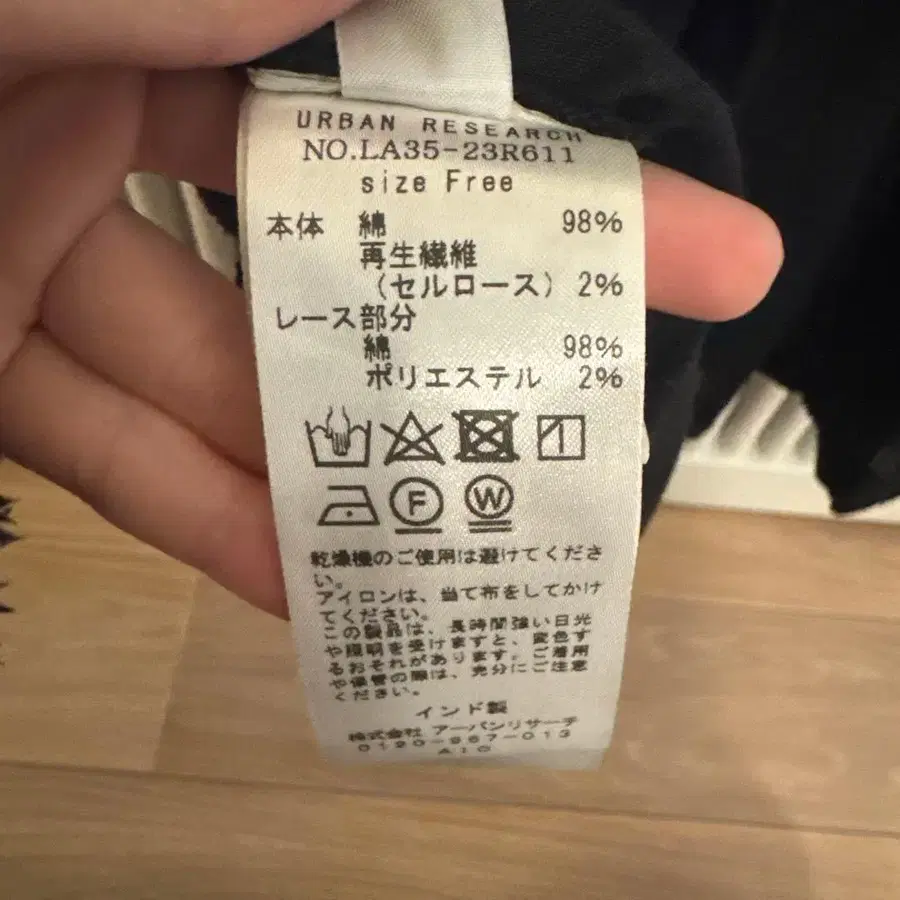 URBAN RESEARCH
NO.LA35-23R611
size Free
本体 綿 98%
再生繊維
(セルロース) 2%
レース部分
綿 98%
ポリエステル 2%
F W
乾燥機のご使用は避けてくださ
い。
アイロンは、当て布をしてかけ
てください。
この製品は、長時間強い日光
や照明を受けますと、変色す
るおそれがあります。ご着用
や保管の際は、充分にご注意
ください。
インド製
株式会社 アーバンリサーチ
0120-967-013
A10